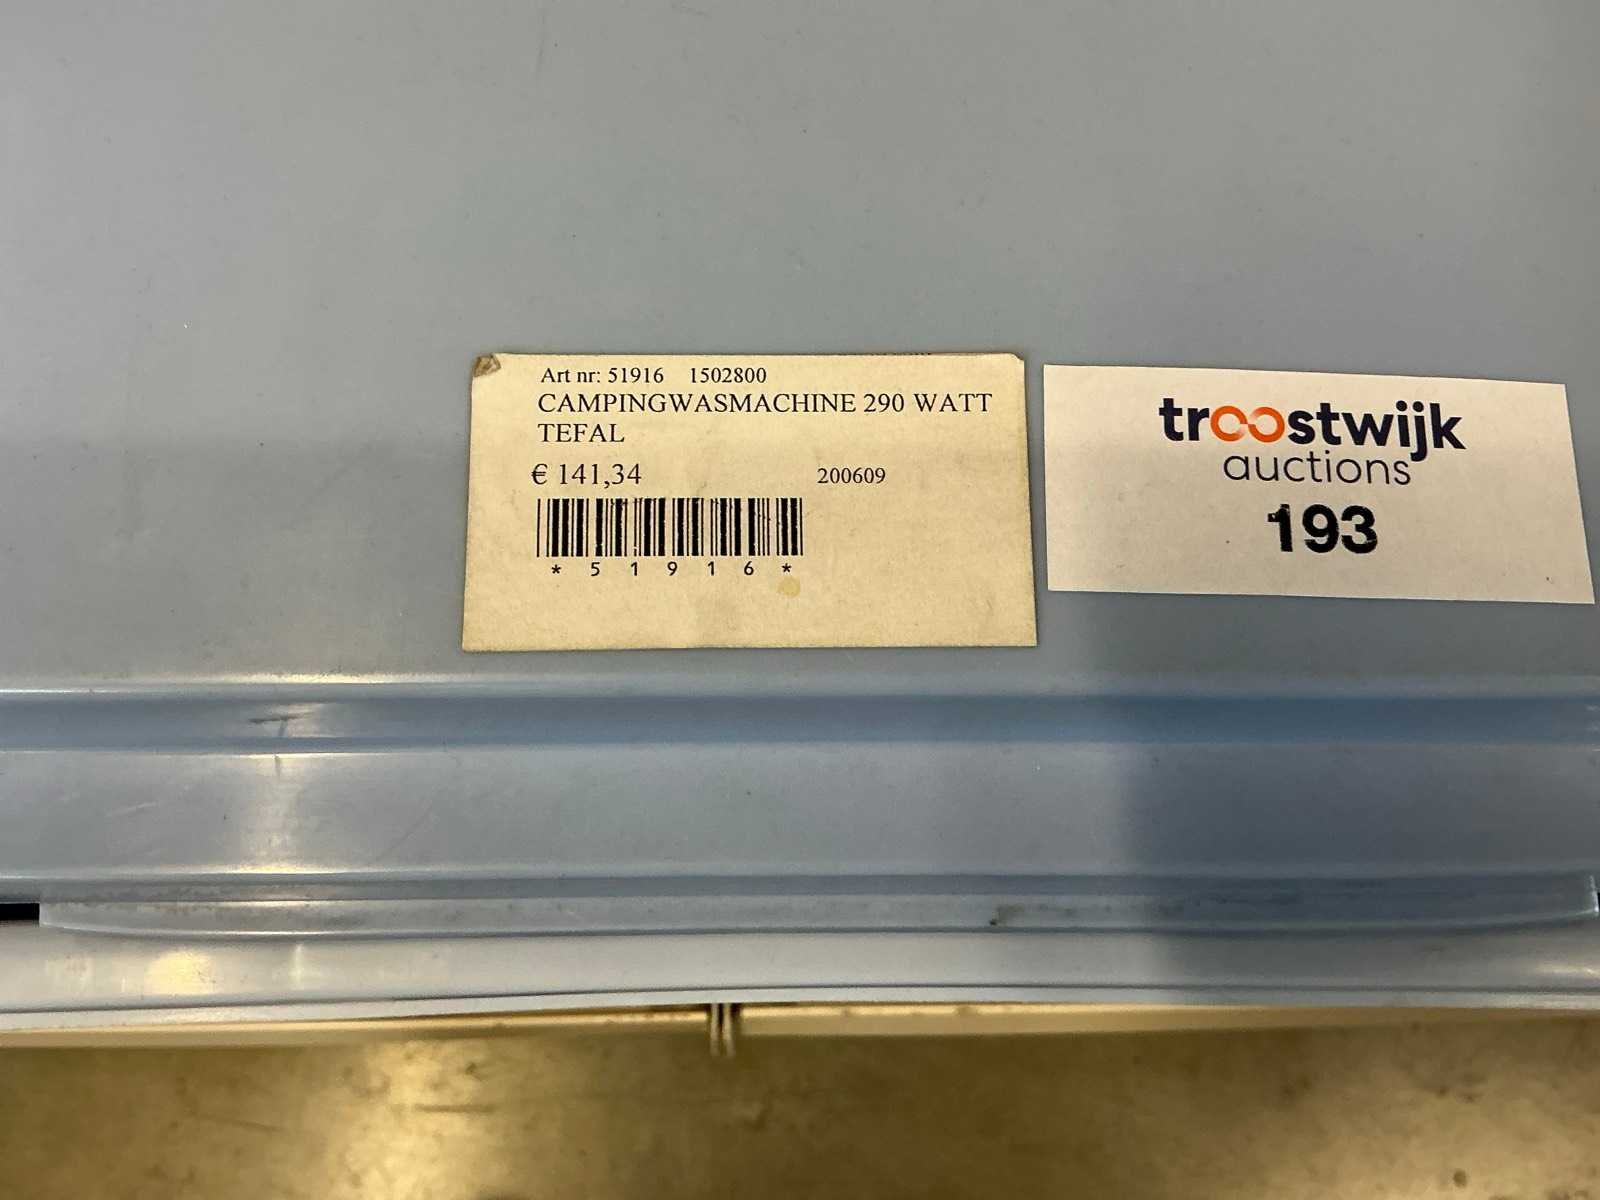 Art nr: 51916 1502800
CAMPINGWASMACHINE 290 WATT
TEFAL
€ 141,34 200609
* 5 1 9 1 6 *
troostwijk
auctions
193